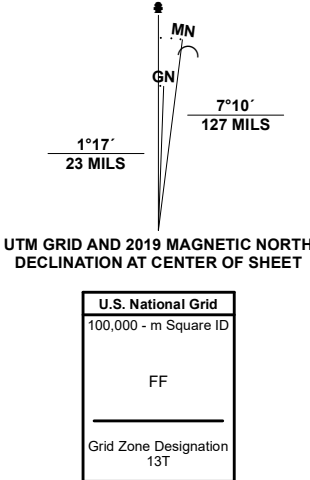 MN
GN
7°10´
127 MILS
1°17´
23 MILS
UTM GRID AND 2019 MAGNETIC NORTH
DECLINATION AT CENTER OF SHEET
U.S. National Grid
100,000 - m Square ID
FF
Grid Zone Designation
13T